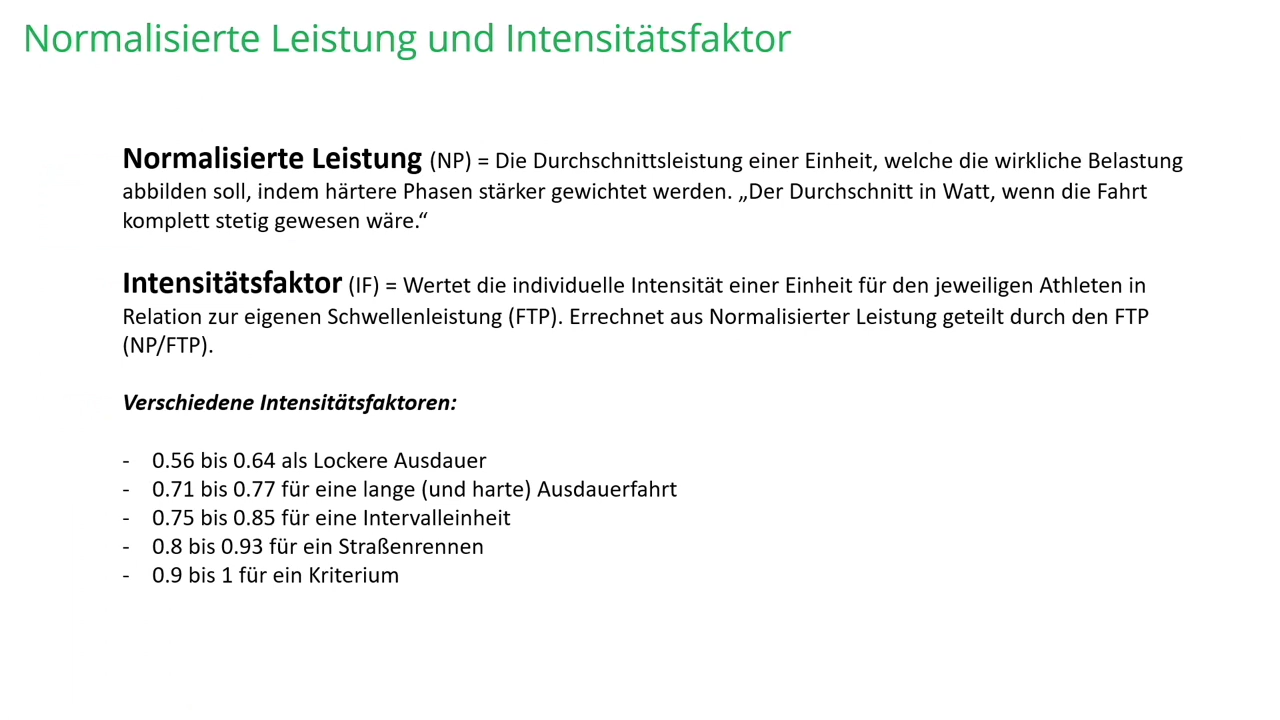 Normalisierte Leistung und Intensitätsfaktor
Normalisierte Leistung (NP) = Die Durchschnittsleistung einer Einheit, welche die wirkliche Belastung
abbilden soll, indem härtere Phasen stärker gewichtet werden. „Der Durchschnitt in Watt, wenn die Fahrt
komplett stetig gewesen wäre.“
Intensitätsfaktor (IF) = Wertet die individuelle Intensität einer Einheit für den jeweiligen Athleten in
Relation zur eigenen Schwellenleistung (FTP). Errechnet aus Normalisierter Leistung geteilt durch den FTP
(NP/FTP).
Verschiedene Intensitätsfaktoren:
- 0.56 bis 0.64 als Lockere Ausdauer
- 0.71 bis 0.77 für eine lange (und harte) Ausdauerfahrt
- 0.75 bis 0.85 für eine Intervalleinheit
- 0.8 bis 0.93 für ein Straßenrennen
- 0.9 bis 1 für ein Kriterium